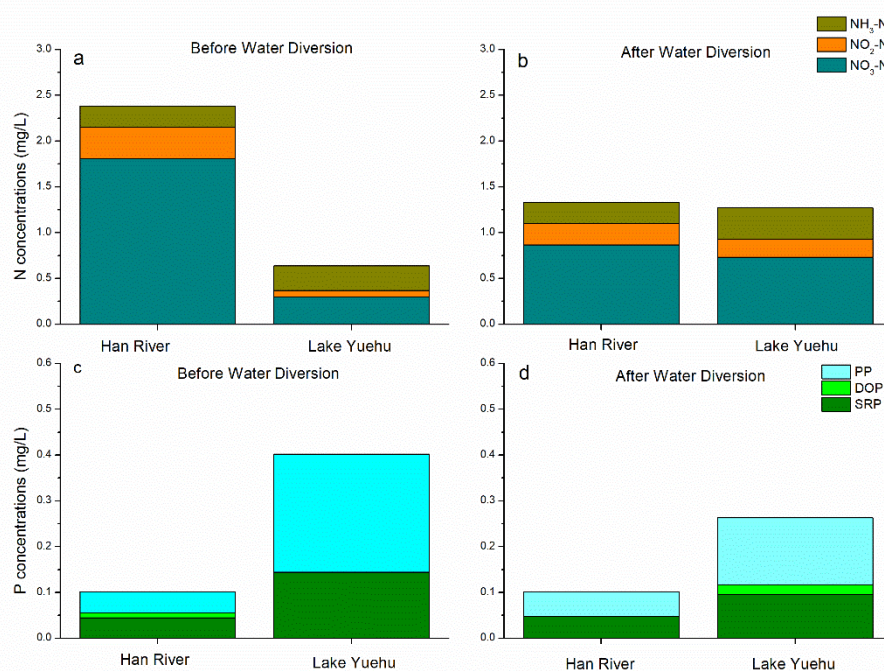 a
Before Water Diversion
3.0
2.5
2.0
1.5
1.0
0.5
0.0
N concentrations (mg/L)
Han River
Lake Yuehu
b
After Water Diversion
NH3-N
NO2-N
NO3-N
3.0
2.5
2.0
1.5
1.0
0.5
0.0
Han River
Lake Yuehu
c
Before Water Diversion
0.6
0.5
0.4
0.3
0.2
0.1
0.0
P concentrations (mg/L)
Han River
Lake Yuehu
d
After Water Diversion
PP
DOP
SRP
0.6
0.5
0.4
0.3
0.2
0.1
0.0
Han River
Lake Yuehu